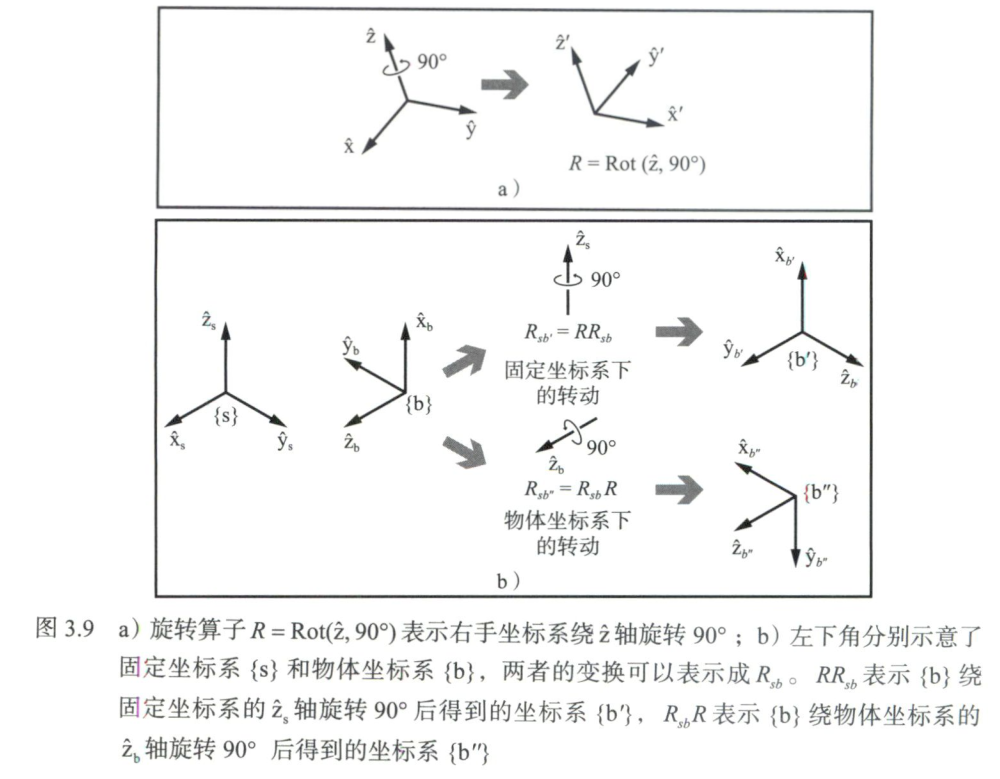 ẑ
90°
x̂
ŷ
ẑ′
ŷ′
x̂′
R = Rot (ẑ, 90°)
a）
ẑs
x̂s
{s}
ŷs
x̂b
ŷb
{b}
ẑb
ẑs
90°
Rsb′ = RRsb
固定坐标系下
的转动
x̂b′
ŷb′
{b′}
ẑb′
90°
ẑb
Rsb″ = RsbR
物体坐标系下
的转动
x̂b″
{b″}
ẑb″
ŷb″
b）
图 3.9 a）旋转算子 R = Rot(ẑ, 90°) 表示右手坐标系绕 ẑ 轴旋转 90°；b）左下角分别示意了
固定坐标系 {s} 和物体坐标系 {b}，两者的变换可以表示成 Rsb。RRsb 表示 {b} 绕
固定坐标系的 ẑs 轴旋转 90° 后得到的坐标系 {b′}，RsbR 表示 {b} 绕物体坐标系的
ẑb 轴旋转 90° 后得到的坐标系 {b″}